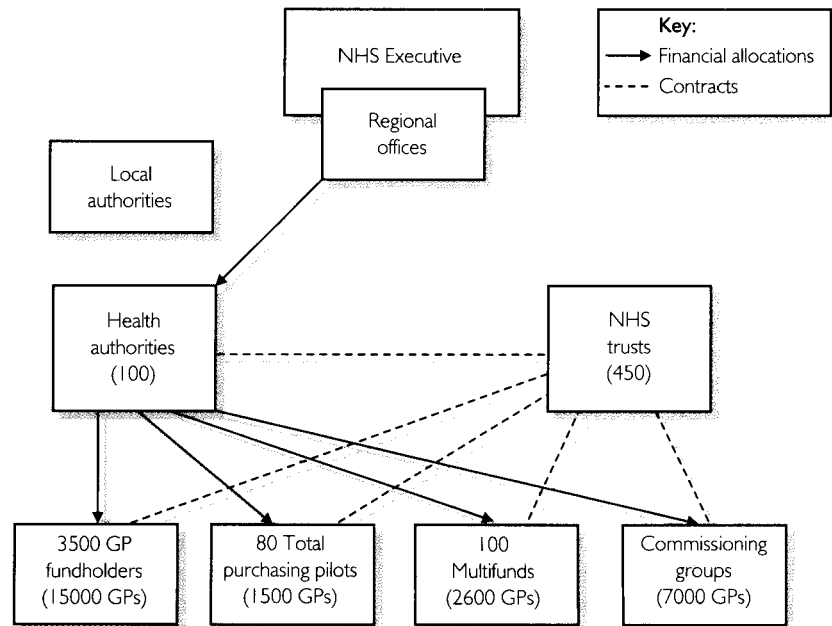 NHS Executive
Regional
offices
Key:
Financial allocations
Contracts
Local
authorities
Health
authorities
(100)
NHS
trusts
(450)
3500 GP
fundholders
(15000 GPs)
80 Total
purchasing pilots
(1500 GPs)
100
Multifunds
(2600 GPs)
Commissioning
groups
(7000 GPs)